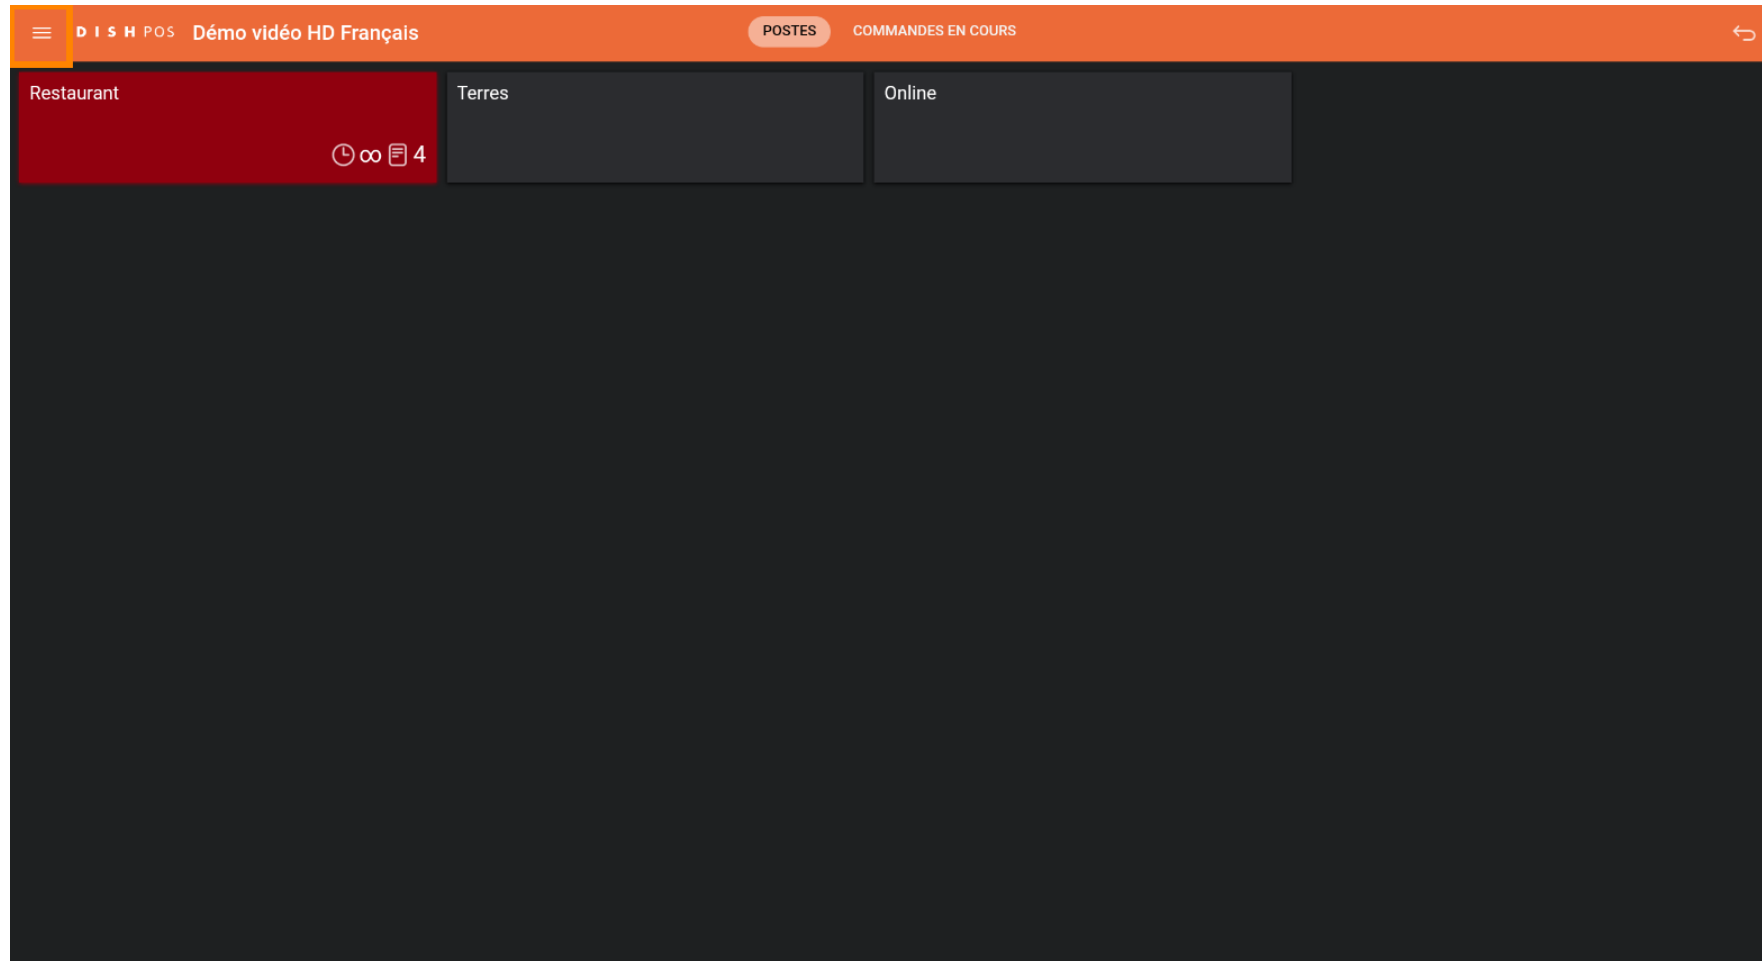 DISH POS Démo vidéo HD Français POSTES COMMANDES EN COURS
Restaurant Terres Online
∞ 4